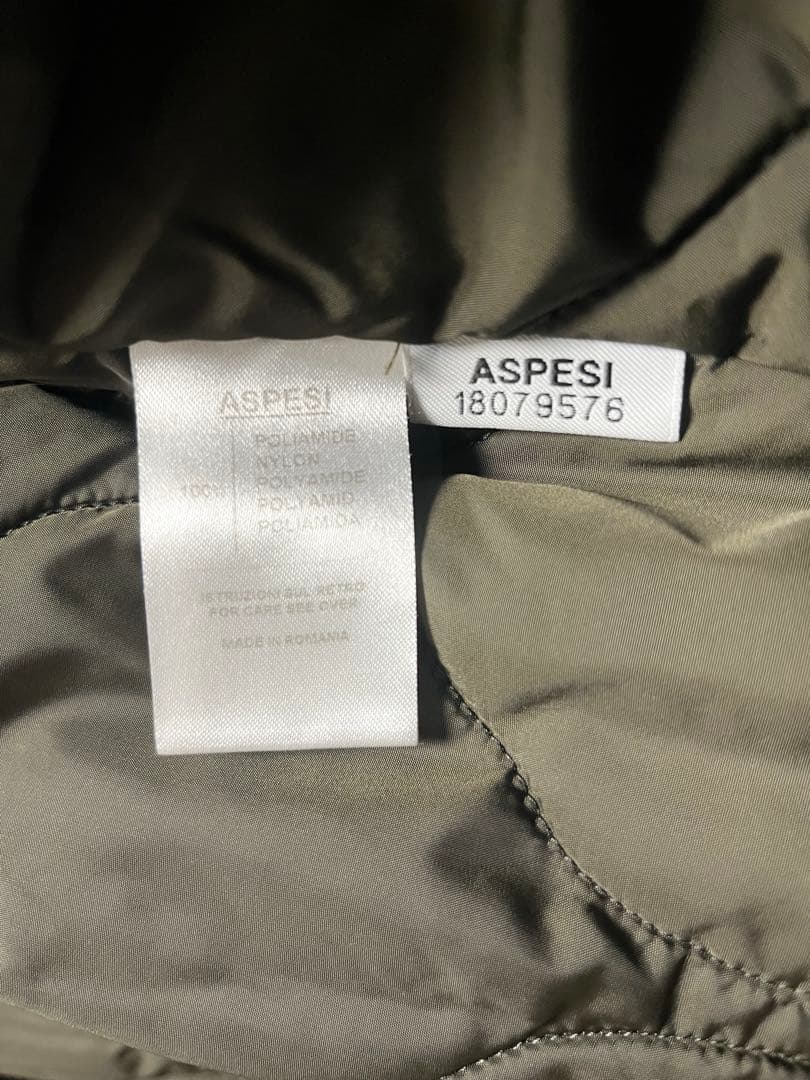 ASPESI
POLIAMIDE
NYLON
100% POLYAMIDE
POLYAMID
POLIAMIDA
ISTRUZIONI SUL RETRO
FOR CARE SEE OVER
MADE IN ROMANIA
ASPESI
18079576